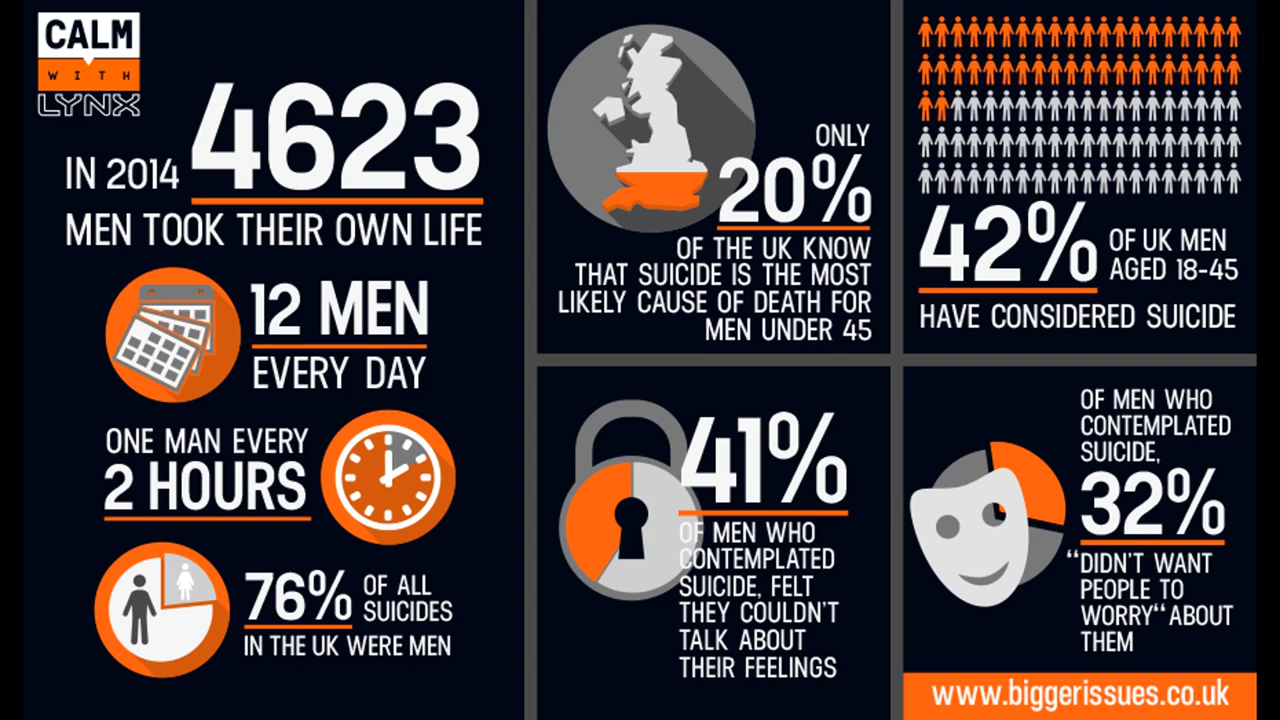 CALM
WITH
LYNX
IN 2014 4623
MEN TOOK THEIR OWN LIFE
12 MEN
EVERY DAY
ONE MAN EVERY
2 HOURS
76% OF ALL
SUICIDES
IN THE UK WERE MEN
ONLY
20%
OF THE UK KNOW
THAT SUICIDE IS THE MOST
LIKELY CAUSE OF DEATH FOR
MEN UNDER 45
42% OF UK MEN
AGED 18-45
HAVE CONSIDERED SUICIDE
41%
OF MEN WHO
CONTEMPLATED
SUICIDE, FELT
THEY COULDN'T
TALK ABOUT
THEIR FEELINGS
OF MEN WHO
CONTEMPLATED
SUICIDE,
32%
“DIDN'T WANT
PEOPLE TO
WORRY“ ABOUT
THEM
www.biggerissues.co.uk